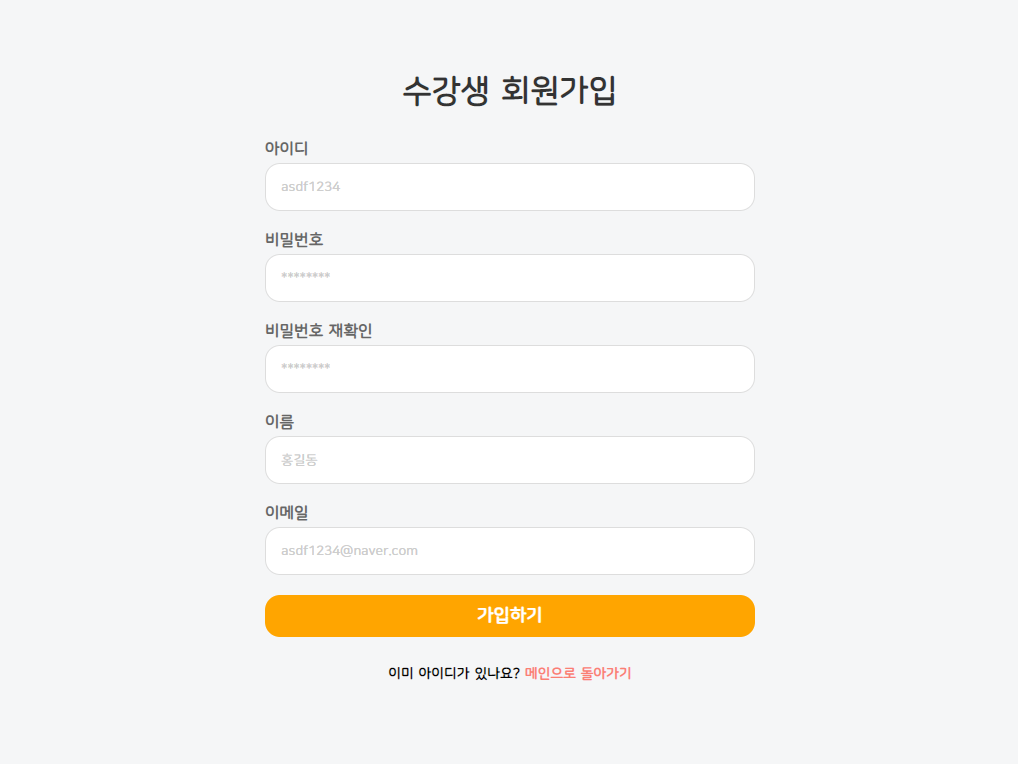 수강생 회원가입
아이디
asdf1234
비밀번호
********
비밀번호 재확인
********
이름
홍길동
이메일
asdf1234@naver.com
가입하기
이미 아이디가 있나요? 메인으로 돌아가기